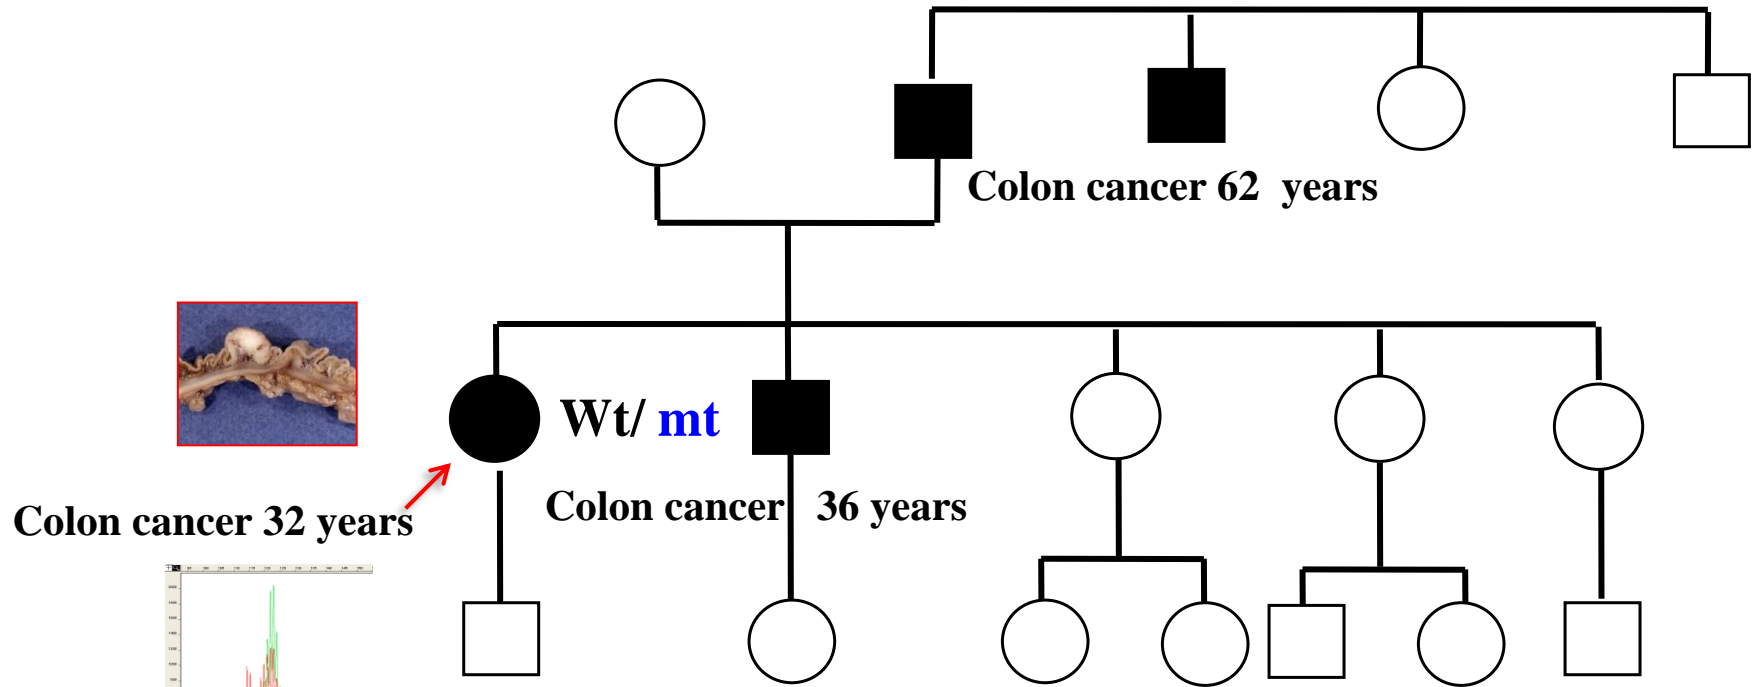 Colon cancer 62 years
Wt/ mt
Colon cancer 36 years
Colon cancer 32 years